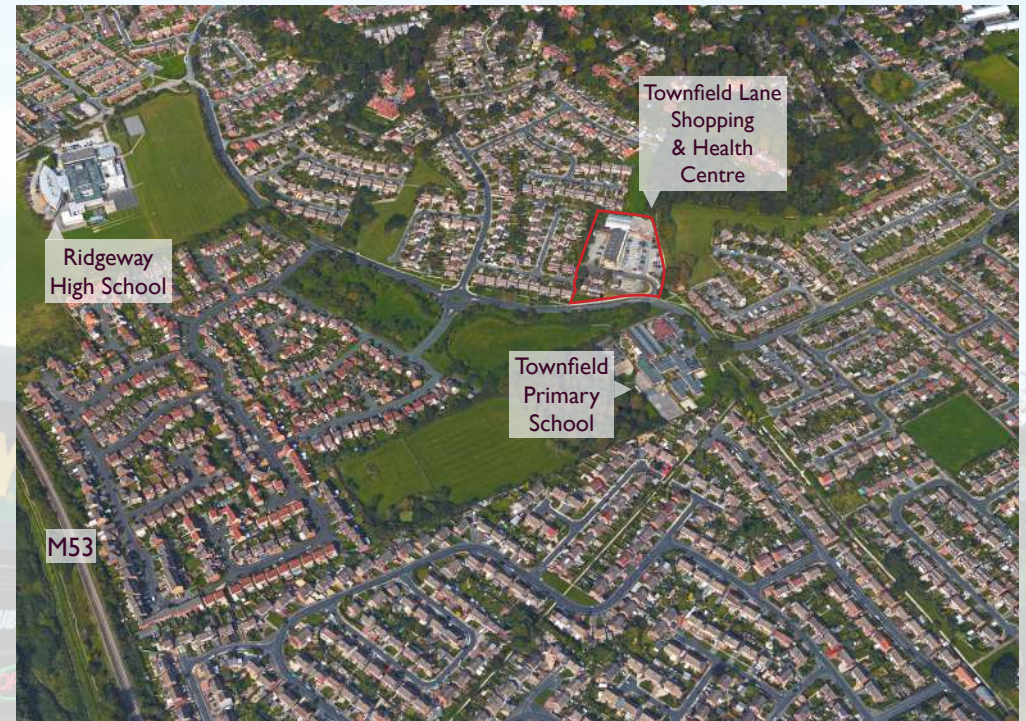 Townfield Lane
Shopping
& Health
Centre
Ridgeway
High School
Townfield
Primary
School
M53